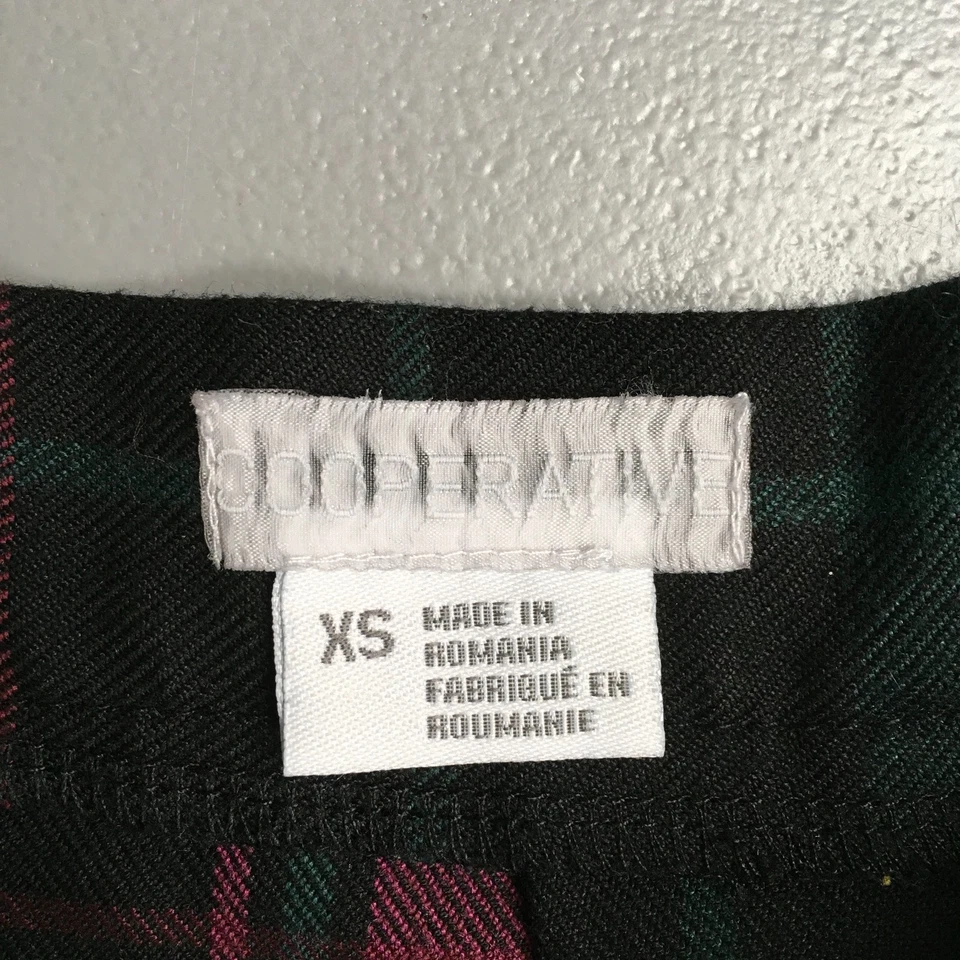 COOPERATIVE
XS
MADE IN
ROMANIA
FABRIQUÉ EN
ROUMANIE